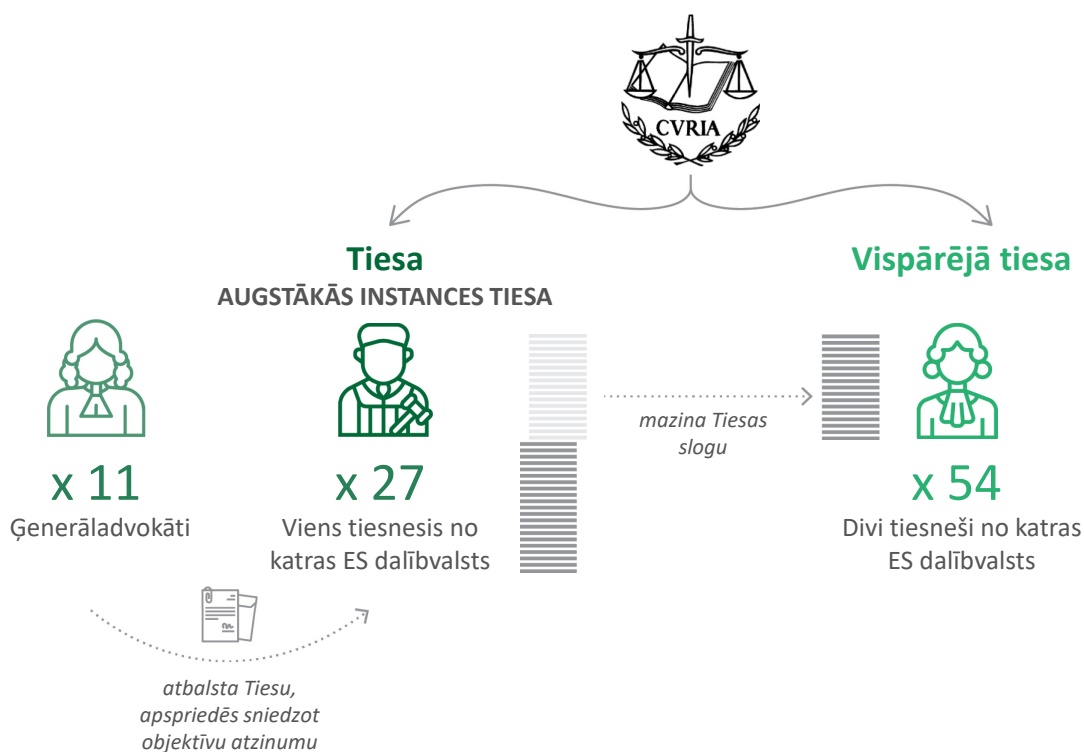 CVRIA
Tiesa
AUGSTĀKĀS INSTANCES TIESA
Vispārējā tiesa
x 11
Ģenerāladvokāti
x 27
Viens tiesnesis no
katras ES dalībvalsts
mazina Tiesas
slogu
x 54
Divi tiesneši no katras
ES dalībvalsts
atbalsta Tiesu,
apspriedēs sniedzot
objektīvu atzinumu